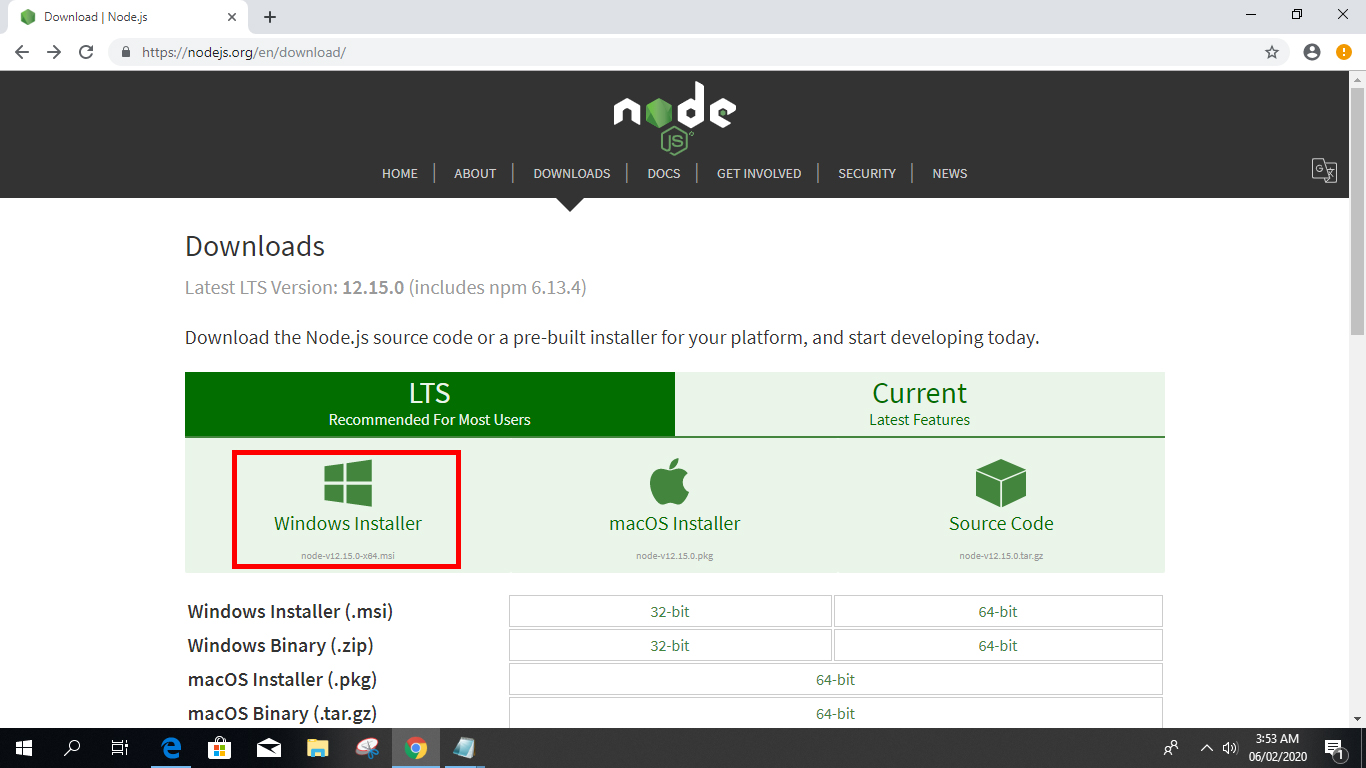 Download | Node.js
https://nodejs.org/en/download/
node
JS
HOME
ABOUT
DOWNLOADS
DOCS
GET INVOLVED
SECURITY
NEWS
Downloads
Latest LTS Version: 12.15.0 (includes npm 6.13.4)
Download the Node.js source code or a pre-built installer for your platform, and start developing today.
LTS
Recommended For Most Users
Current
Latest Features
Windows Installer
node-v12.15.0-x64.msi
macOS Installer
node-v12.15.0.pkg
Source Code
node-v12.15.0.tar.gz
Windows Installer (.msi) 32-bit 64-bit
Windows Binary (.zip) 32-bit 64-bit
macOS Installer (.pkg) 64-bit
macOS Binary (.tar.gz) 64-bit
3:53 AM
06/02/2020
1